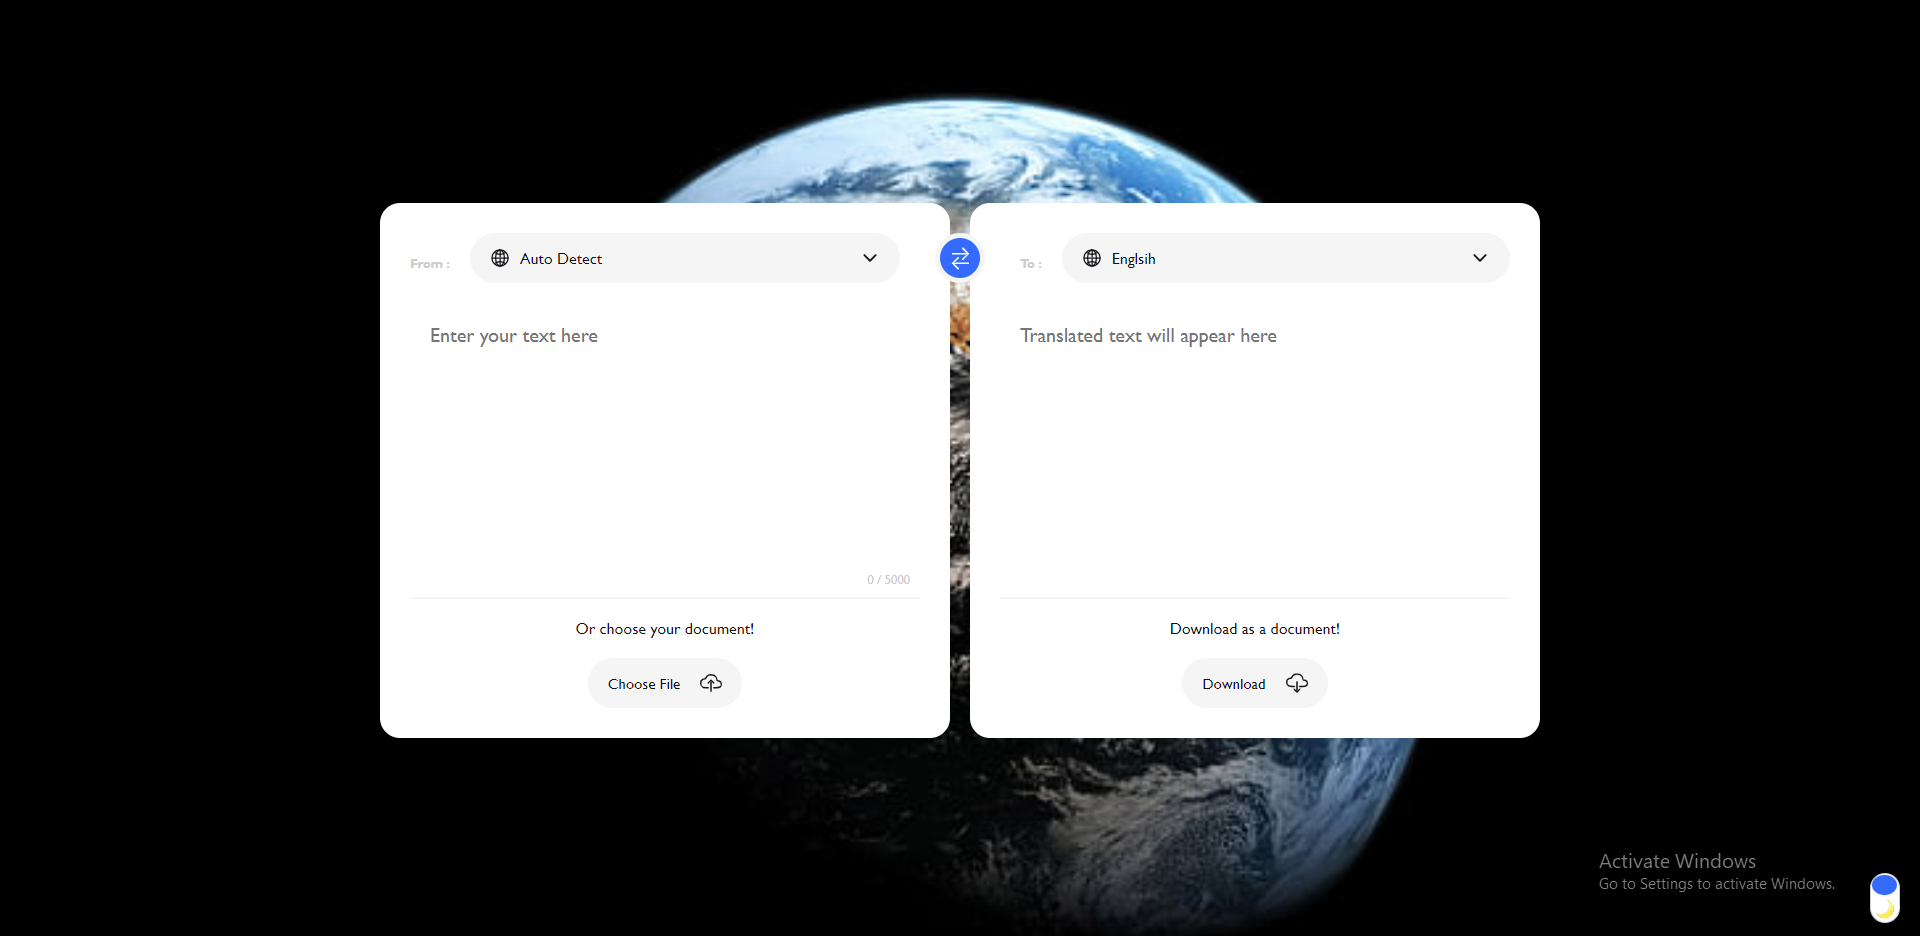 From :
Auto Detect
To :
Englsih
Enter your text here
Translated text will appear here
0 / 5000
Or choose your document!
Download as a document!
Choose File
Download
Activate Windows
Go to Settings to activate Windows.